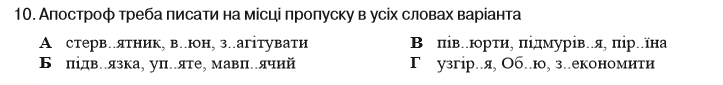 10. Апостроф треба писати на місці пропуску в усіх словах варіанта
А стерв..ятник, в..юн, з..агітувати
В пів..юрти, підмурів..я, пір..їна
Б підв..язка, уп..яте, мавп..ячий
Г узгір..я, Об..ю, з..економити